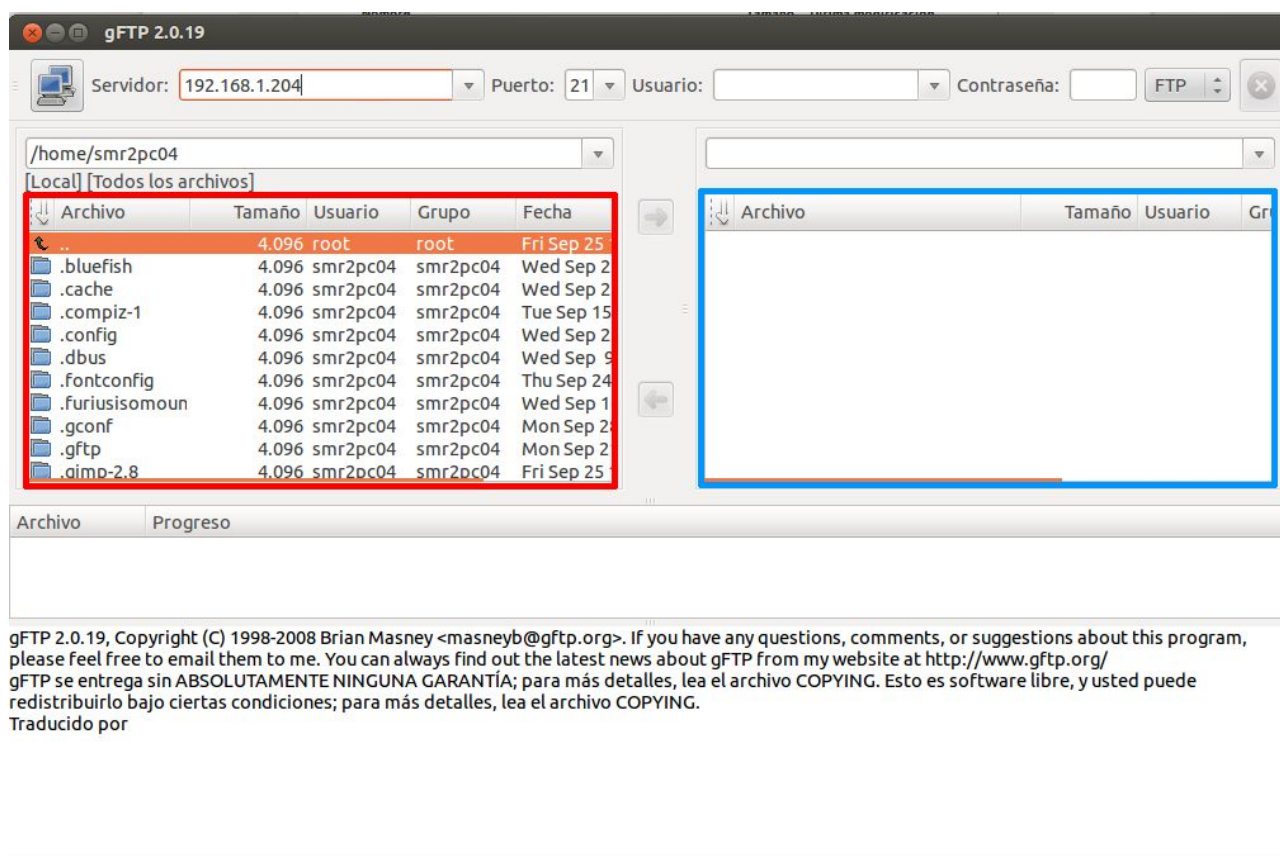 Nombre Tamaño Última modificación
gFTP 2.0.19
Servidor: 192.168.1.204 Puerto: 21 Usuario: Contraseña: FTP
/home/smr2pc04
[Local] [Todos los archivos]
Archivo Tamaño Usuario Grupo Fecha
.. 4.096 root root Fri Sep 25
.bluefish 4.096 smr2pc04 smr2pc04 Wed Sep 2
.cache 4.096 smr2pc04 smr2pc04 Wed Sep 2
.compiz-1 4.096 smr2pc04 smr2pc04 Tue Sep 15
.config 4.096 smr2pc04 smr2pc04 Wed Sep 2
.dbus 4.096 smr2pc04 smr2pc04 Wed Sep 9
.fontconfig 4.096 smr2pc04 smr2pc04 Thu Sep 24
.furiusisomoun 4.096 smr2pc04 smr2pc04 Wed Sep 1
.gconf 4.096 smr2pc04 smr2pc04 Mon Sep 2
.gftp 4.096 smr2pc04 smr2pc04 Mon Sep 2
.gimp-2.8 4.096 smr2pc04 smr2pc04 Fri Sep 25
Archivo Tamaño Usuario Gr
Archivo Progreso
gFTP 2.0.19, Copyright (C) 1998-2008 Brian Masney <masneyb@gftp.org>. If you have any questions, comments, or suggestions about this program,
please feel free to email them to me. You can always find out the latest news about gFTP from my website at http://www.gftp.org/
gFTP se entrega sin ABSOLUTAMENTE NINGUNA GARANTÍA; para más detalles, lea el archivo COPYING. Esto es software libre, y usted puede
redistribuirlo bajo ciertas condiciones; para más detalles, lea el archivo COPYING.
Traducido por